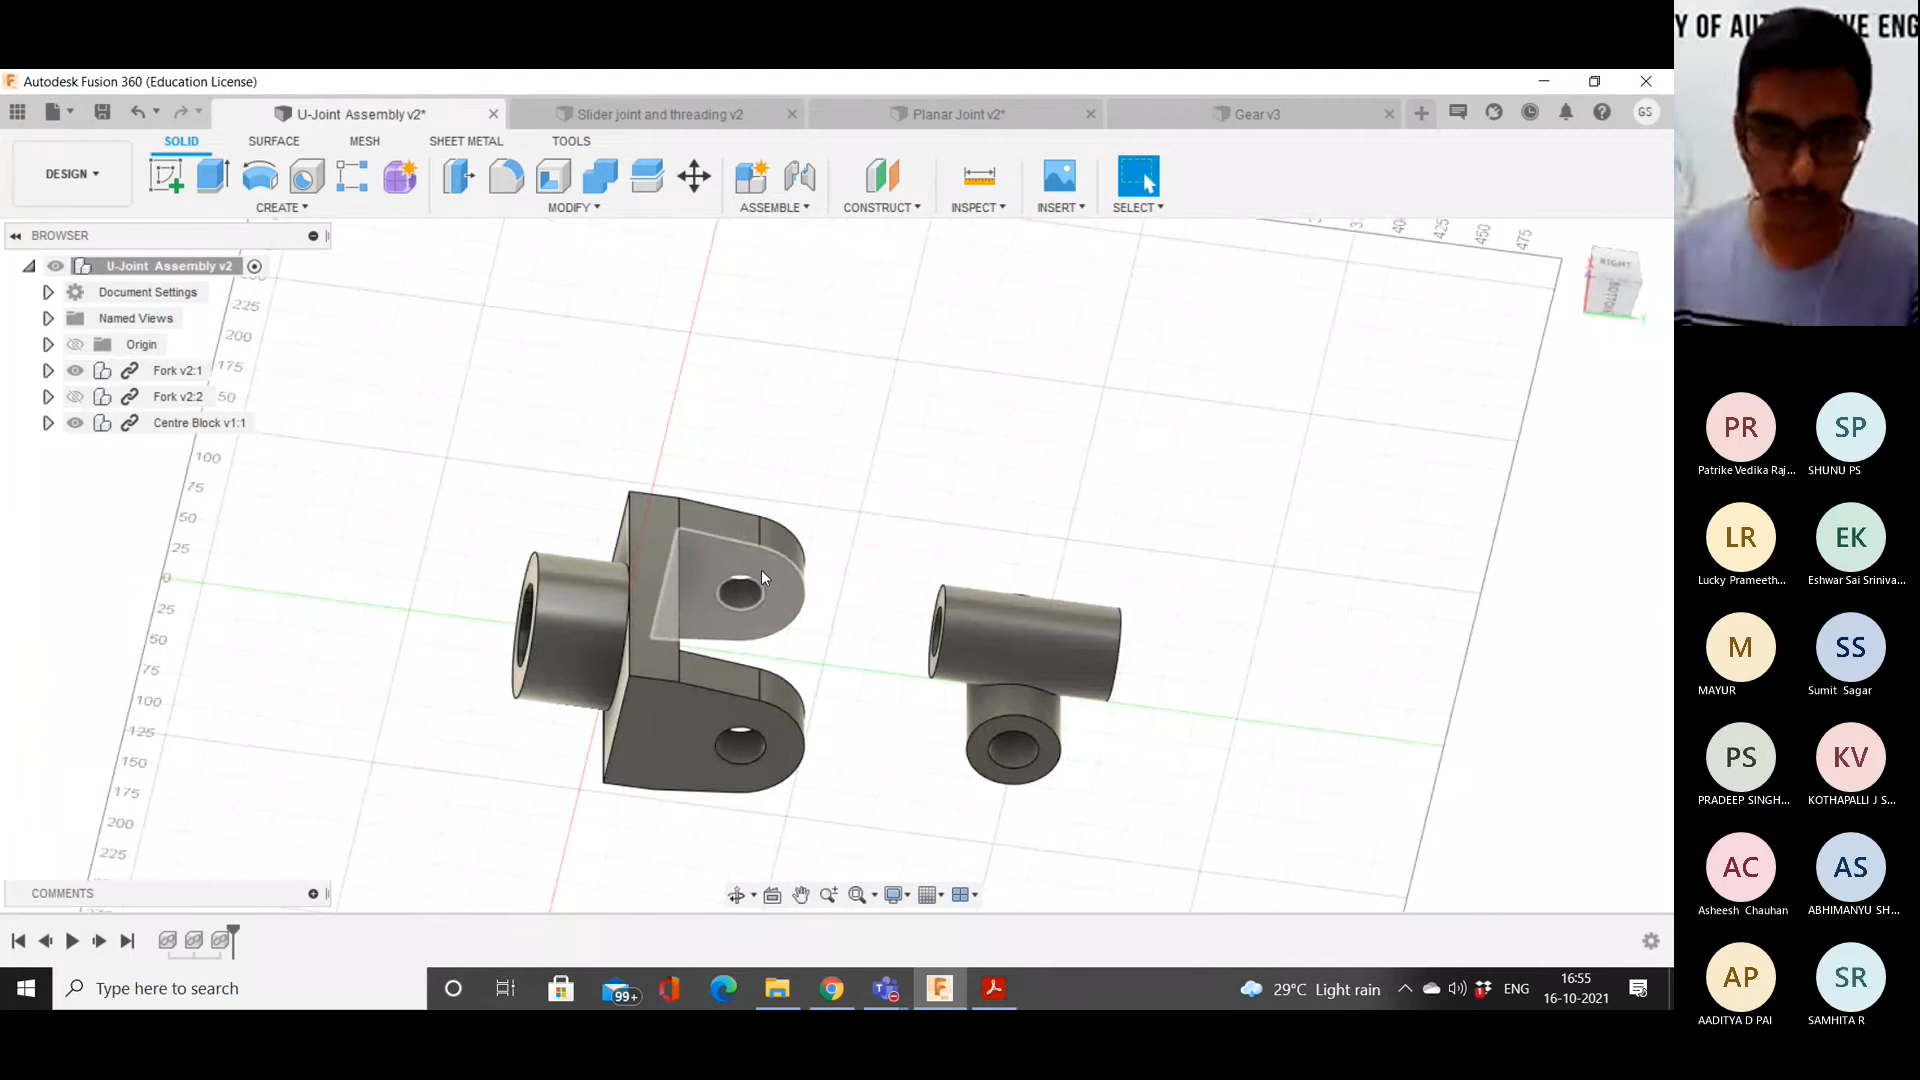 Y OF AU
VE ENG
Autodesk Fusion 360 (Education License)
U-Joint Assembly v2*
Slider joint and threading v2
Planar Joint v2*
Gear v3
GS
SOLID
SURFACE
MESH
SHEET METAL
TOOLS
DESIGN
CREATE
MODIFY
ASSEMBLE
CONSTRUCT
INSPECT
INSERT
SELECT
BROWSER
U-Joint Assembly v2
Document Settings
Named Views
Origin
Fork v2:1
Fork v2:2
Centre Block v1:1
225
200
175
50
100
75
50
25
0
25
50
75
100
125
150
175
200
225
425
450
475
RIGHT
BOTTOM
COMMENTS
Type here to search
99+
29°C Light rain
ENG
16:55
16-10-2021
PR
Patrike Vedika Raj...
SP
SHUNU PS
LR
Lucky Prameeth...
EK
Eshwar Sai Sriniva...
M
MAYUR
SS
Sumit Sagar
PS
PRADEEP SINGH...
KV
KOTHAPALLI J S...
AC
Asheesh Chauhan
AS
ABHIMANYU SH...
AP
AADITYA D PAI
SR
SAMHITA R